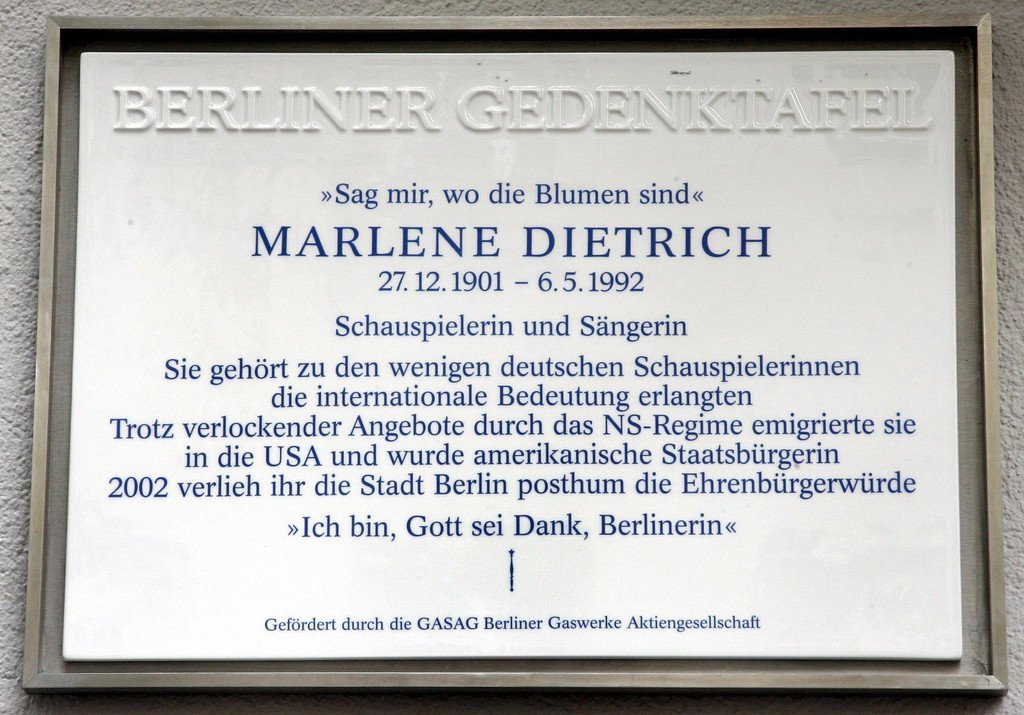 BERLINER GEDENKTAFEL
»Sag mir, wo die Blumen sind«
MARLENE DIETRICH
27.12.1901 – 6.5.1992
Schauspielerin und Sängerin
Sie gehört zu den wenigen deutschen Schauspielerinnen
die internationale Bedeutung erlangten
Trotz verlockender Angebote durch das NS-Regime emigrierte sie
in die USA und wurde amerikanische Staatsbürgerin
2002 verlieh ihr die Stadt Berlin posthum die Ehrenbürgerwürde
»Ich bin, Gott sei Dank, Berlinerin«
Gefördert durch die GASAG Berliner Gaswerke Aktiengesellschaft